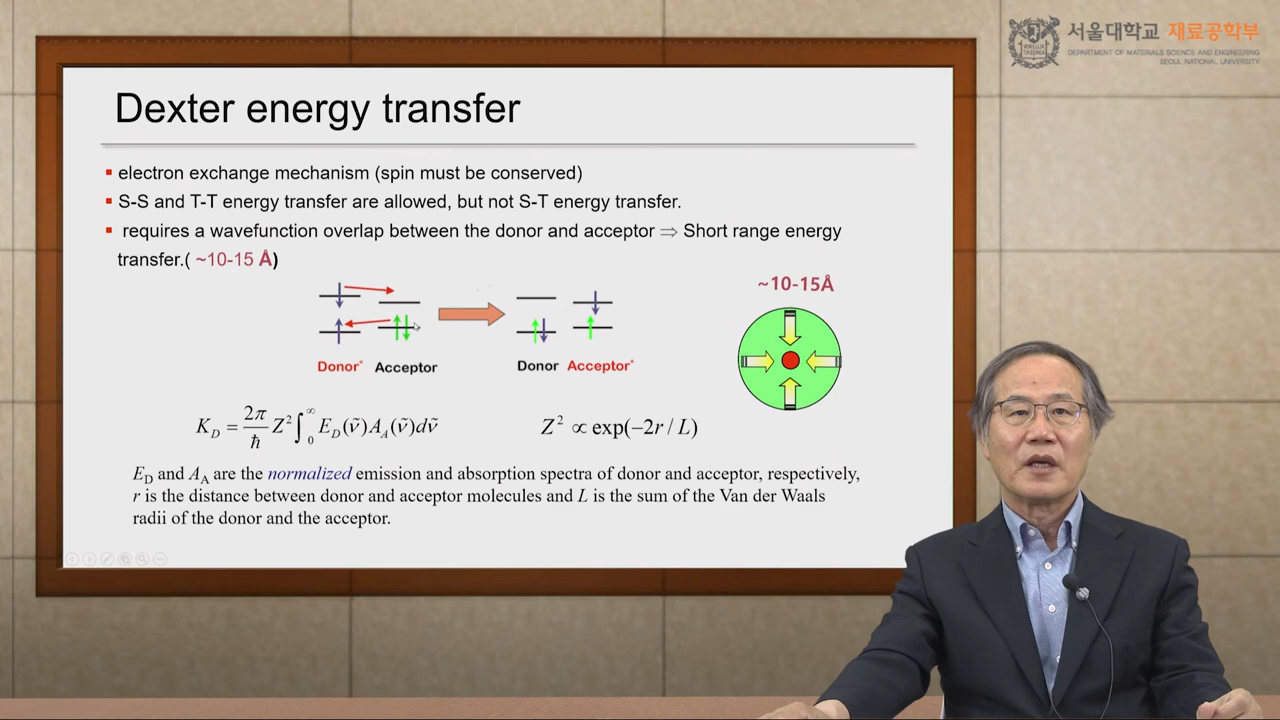 서울대학교 재료공학부
DEPARTMENT OF MATERIALS SCIENCE AND ENGINEERING
SEOUL NATIONAL UNIVERSITY
Dexter energy transfer
electron exchange mechanism (spin must be conserved)
S-S and T-T energy transfer are allowed, but not S-T energy transfer.
requires a wavefunction overlap between the donor and acceptor ⇒ Short range energy
transfer.( ~10-15 Å)
~10-15Å
Donor* Acceptor Donor Acceptor*
K_D = 2π/ħ Z² ∫₀^∞ E_D(ṽ)A_A(ṽ)dṽ Z² ∝ exp(−2r / L)
E_D and A_A are the normalized emission and absorption spectra of donor and acceptor, respectively,
r is the distance between donor and acceptor molecules and L is the sum of the Van der Waals
radii of the donor and the acceptor.